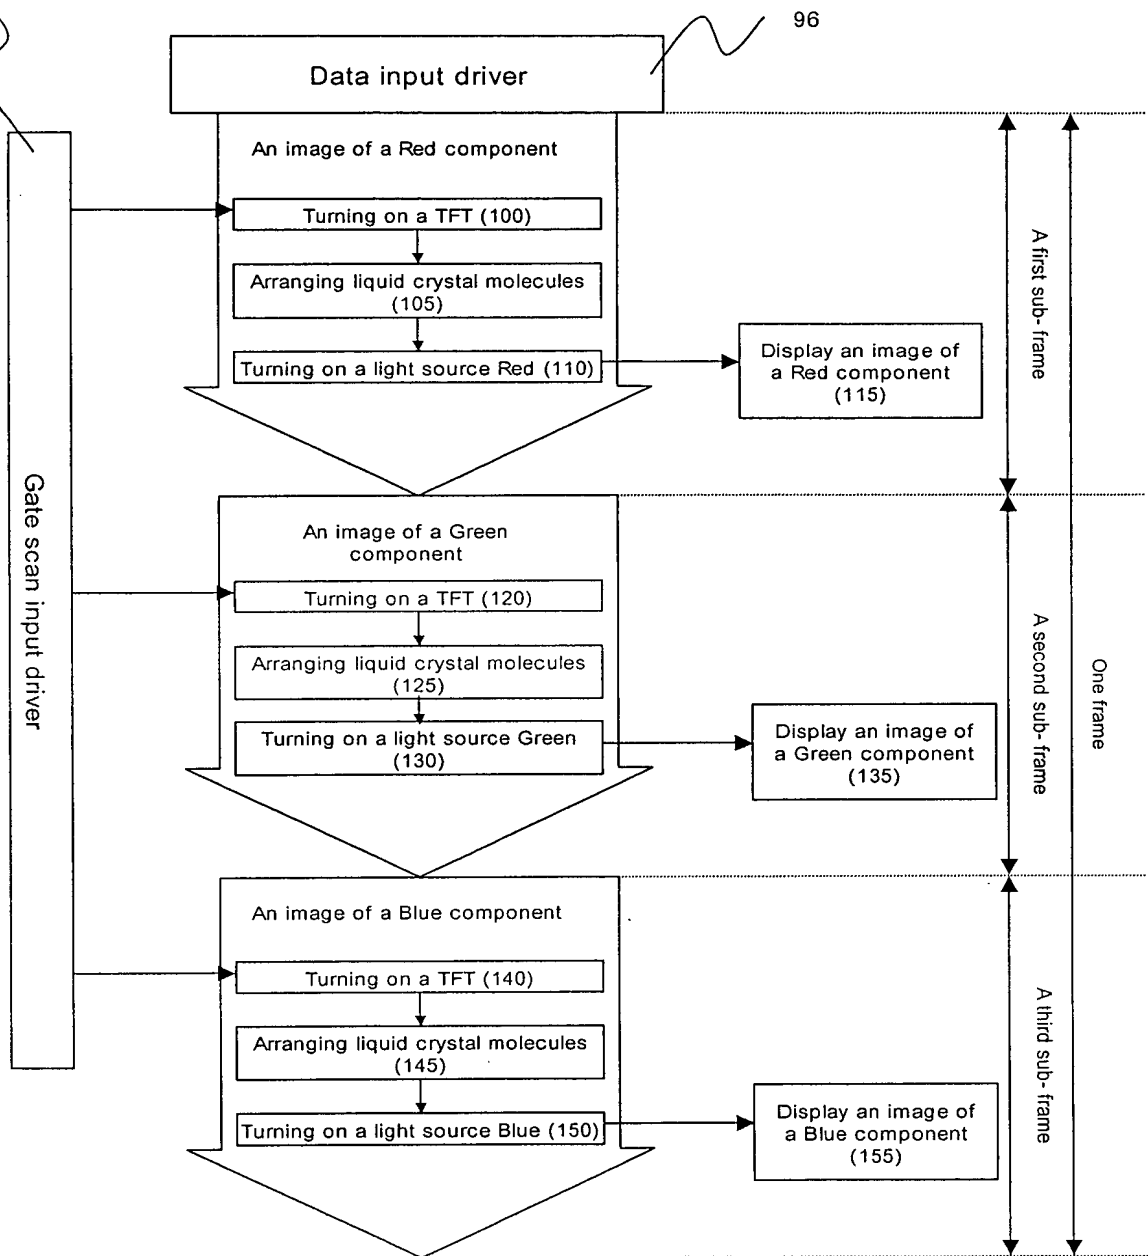 96
Data input driver
An image of a Red component
Turning on a TFT (100)
Arranging liquid crystal molecules
(105)
Turning on a light source Red (110)
Display an image of
a Red component
(115)
A first sub- frame
Gate scan input driver
An image of a Green
component
Turning on a TFT (120)
Arranging liquid crystal molecules
(125)
Turning on a light source Green
(130)
Display an image of
a Green component
(135)
A second sub- frame
One frame
An image of a Blue component
Turning on a TFT (140)
Arranging liquid crystal molecules
(145)
Turning on a light source Blue (150)
Display an image of
a Blue component
(155)
A third sub- frame